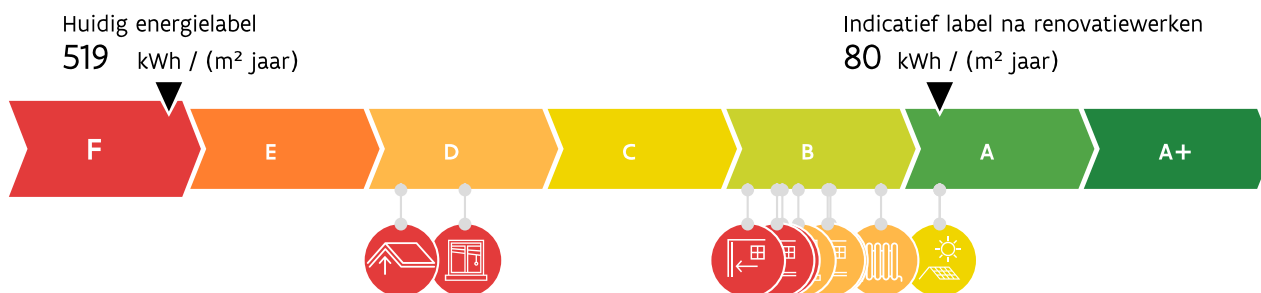 Huidig energielabel
519 kWh / (m² jaar)
Indicatief label na renovatiewerken
80 kWh / (m² jaar)
F E D C B A A+